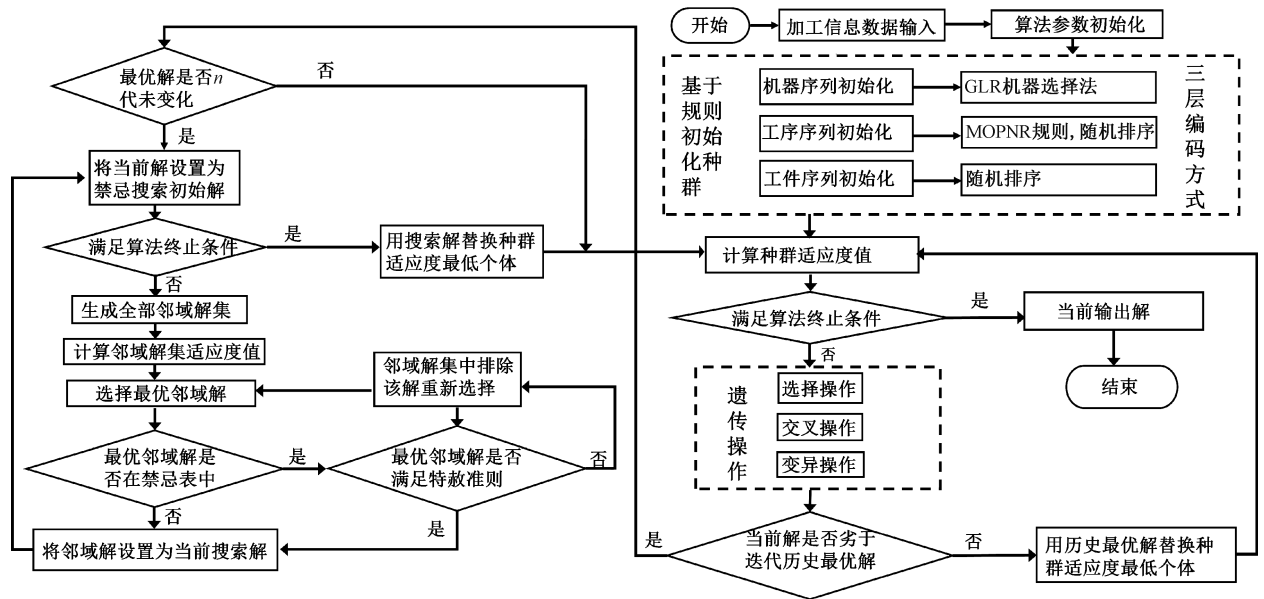 开始
加工信息数据输入
算法参数初始化
基于
规则
初始
化种
群
机器序列初始化
GLR机器选择法
工序序列初始化
MOPNR规则,随机排序
工件序列初始化
随机排序
三层编码方式
计算种群适应度值
满足算法终止条件
是
当前输出解
结束
否
遗传操作
选择操作
交叉操作
变异操作
当前解是否劣于
迭代历史最优解
否
用历史最优解替换种
群适应度最低个体
是
最优解是否n
代未变化
否
是
将当前解设置为
禁忌搜索初始解
满足算法终止条件
是
用搜索解替换种群
适应度最低个体
否
生成全部邻域解集
计算邻域解集适应度值
选择最优邻域解
邻域解集中排除
该解重新选择
最优邻域解是
否在禁忌表中
是
最优邻域解是否
满足特赦准则
否
否
是
将邻域解设置为当前搜索解